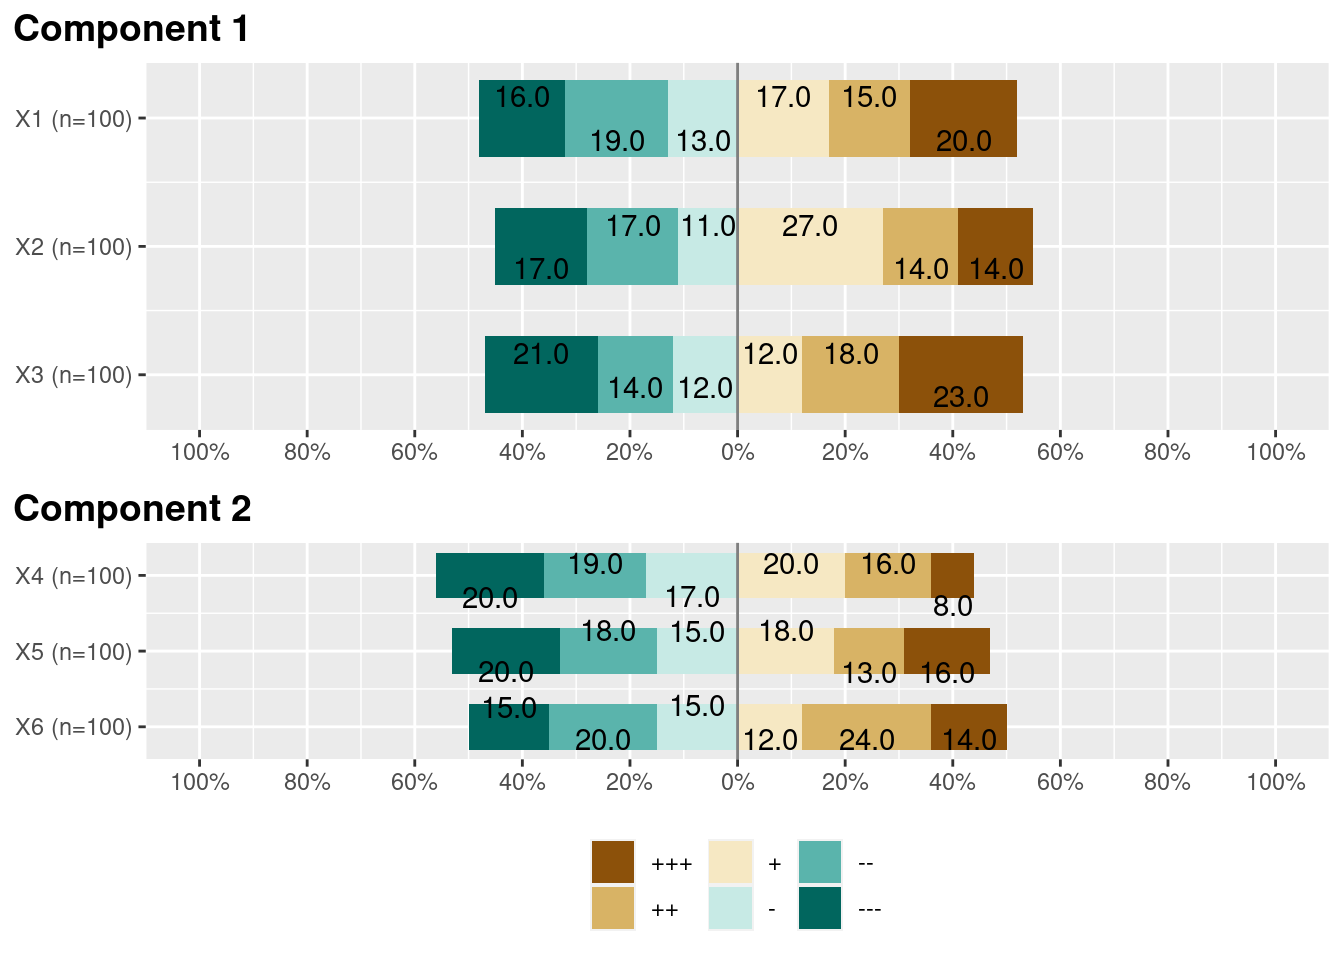 Component 1
X1 (n=100)
16.0 19.0 13.0 17.0 15.0 20.0
X2 (n=100)
17.0 17.0 11.0 27.0 14.0 14.0
X3 (n=100)
21.0 14.0 12.0 12.0 18.0 23.0
100% 80% 60% 40% 20% 0% 20% 40% 60% 80% 100%
Component 2
X4 (n=100)
20.0 19.0 17.0 20.0 16.0 8.0
X5 (n=100)
20.0 18.0 15.0 18.0 13.0 16.0
X6 (n=100)
15.0 20.0 15.0 12.0 24.0 14.0
100% 80% 60% 40% 20% 0% 20% 40% 60% 80% 100%
+++ + --
++ - ---